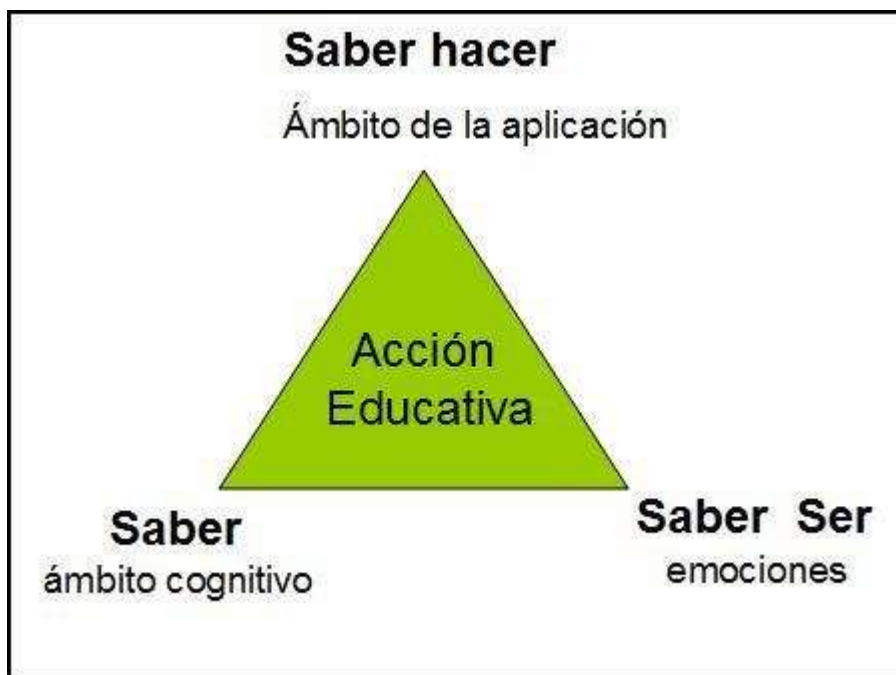 Saber hacer
Ámbito de la aplicación
Acción
Educativa
Saber
ámbito cognitivo
Saber Ser
emociones